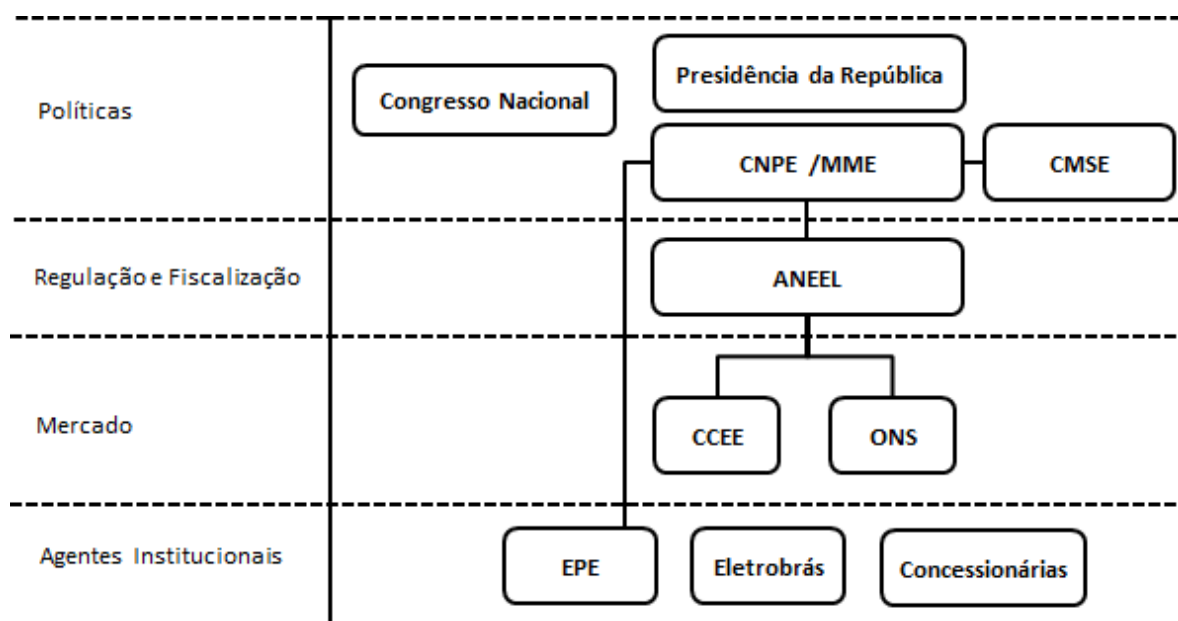 Políticas
Congresso Nacional
Presidência da República
CNPE /MME
CMSE
Regulação e Fiscalização
ANEEL
Mercado
CCEE
ONS
Agentes Institucionais
EPE
Eletrobrás
Concessionárias